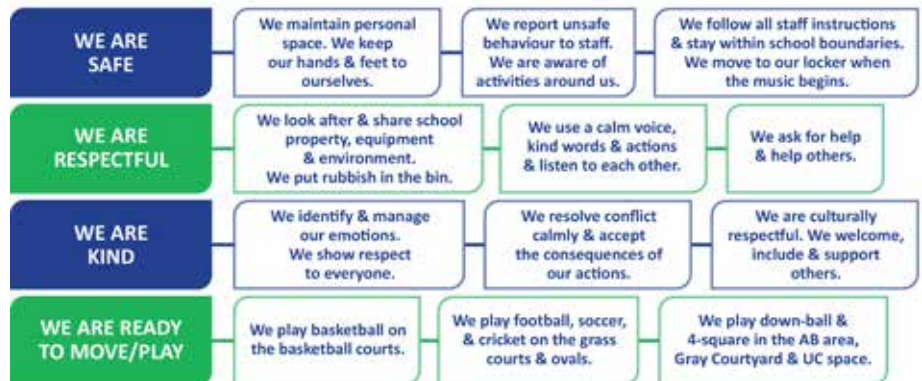 WE ARE
SAFE
We maintain personal
space. We keep
our hands & feet to
ourselves.
We report unsafe
behaviour to staff.
We are aware of
activities around us.
We follow all staff instructions
& stay within school boundaries.
We move to our locker when
the music begins.
WE ARE
RESPECTFUL
We look after & share school
property, equipment
& environment.
We put rubbish in the bin.
We use a calm voice,
kind words & actions
& listen to each other.
We ask for help
& help others.
WE ARE
KIND
We identify & manage
our emotions.
We show respect
to everyone.
We resolve conflict
calmly & accept
the consequences of
our actions.
We are culturally
respectful. We welcome,
include & support
others.
WE ARE READY
TO MOVE/PLAY
We play basketball on
the basketball courts.
We play football, soccer,
& cricket on the grass
courts & ovals.
We play down-ball &
4-square in the AB area,
Gray Courtyard & UC space.